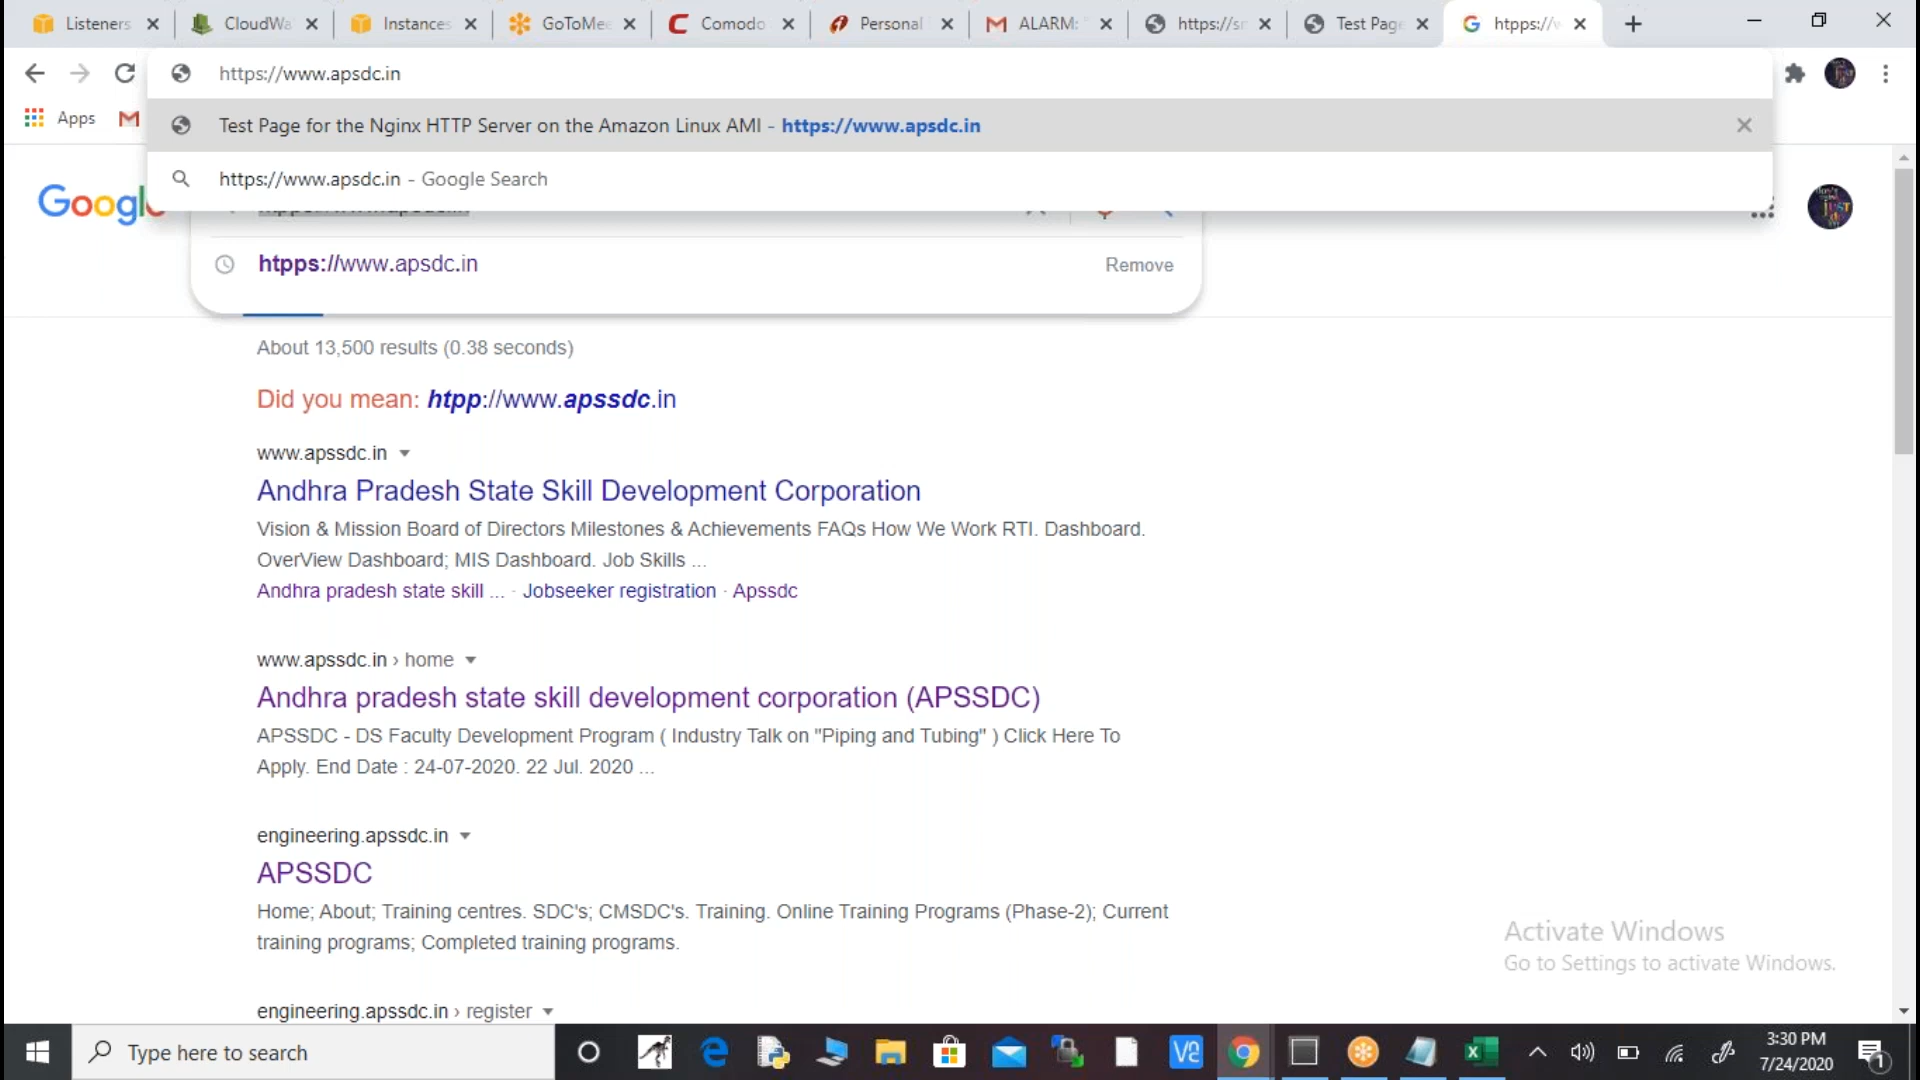 Listeners
CloudWa
Instances
GoToMee
Comodo
Personal
ALARM:
https://sn
Test Page
htpps://w
https://www.apsdc.in
Apps
Test Page for the Nginx HTTP Server on the Amazon Linux AMI - https://www.apsdc.in
https://www.apsdc.in - Google Search
Google
htpps://www.apsdc.in
Remove
About 13,500 results (0.38 seconds)
Did you mean: htpp://www.apssdc.in
www.apssdc.in
Andhra Pradesh State Skill Development Corporation
Vision & Mission Board of Directors Milestones & Achievements FAQs How We Work RTI. Dashboard.
OverView Dashboard; MIS Dashboard. Job Skills ...
Andhra pradesh state skill ... · Jobseeker registration · Apssdc
www.apssdc.in › home
Andhra pradesh state skill development corporation (APSSDC)
APSSDC - DS Faculty Development Program ( Industry Talk on "Piping and Tubing" ) Click Here To
Apply. End Date : 24-07-2020. 22 Jul. 2020 ...
engineering.apssdc.in
APSSDC
Home; About; Training centres. SDC's; CMSDC's. Training. Online Training Programs (Phase-2); Current
training programs; Completed training programs.
Activate Windows
Go to Settings to activate Windows.
engineering.apssdc.in › register
Type here to search
3:30 PM
7/24/2020
1